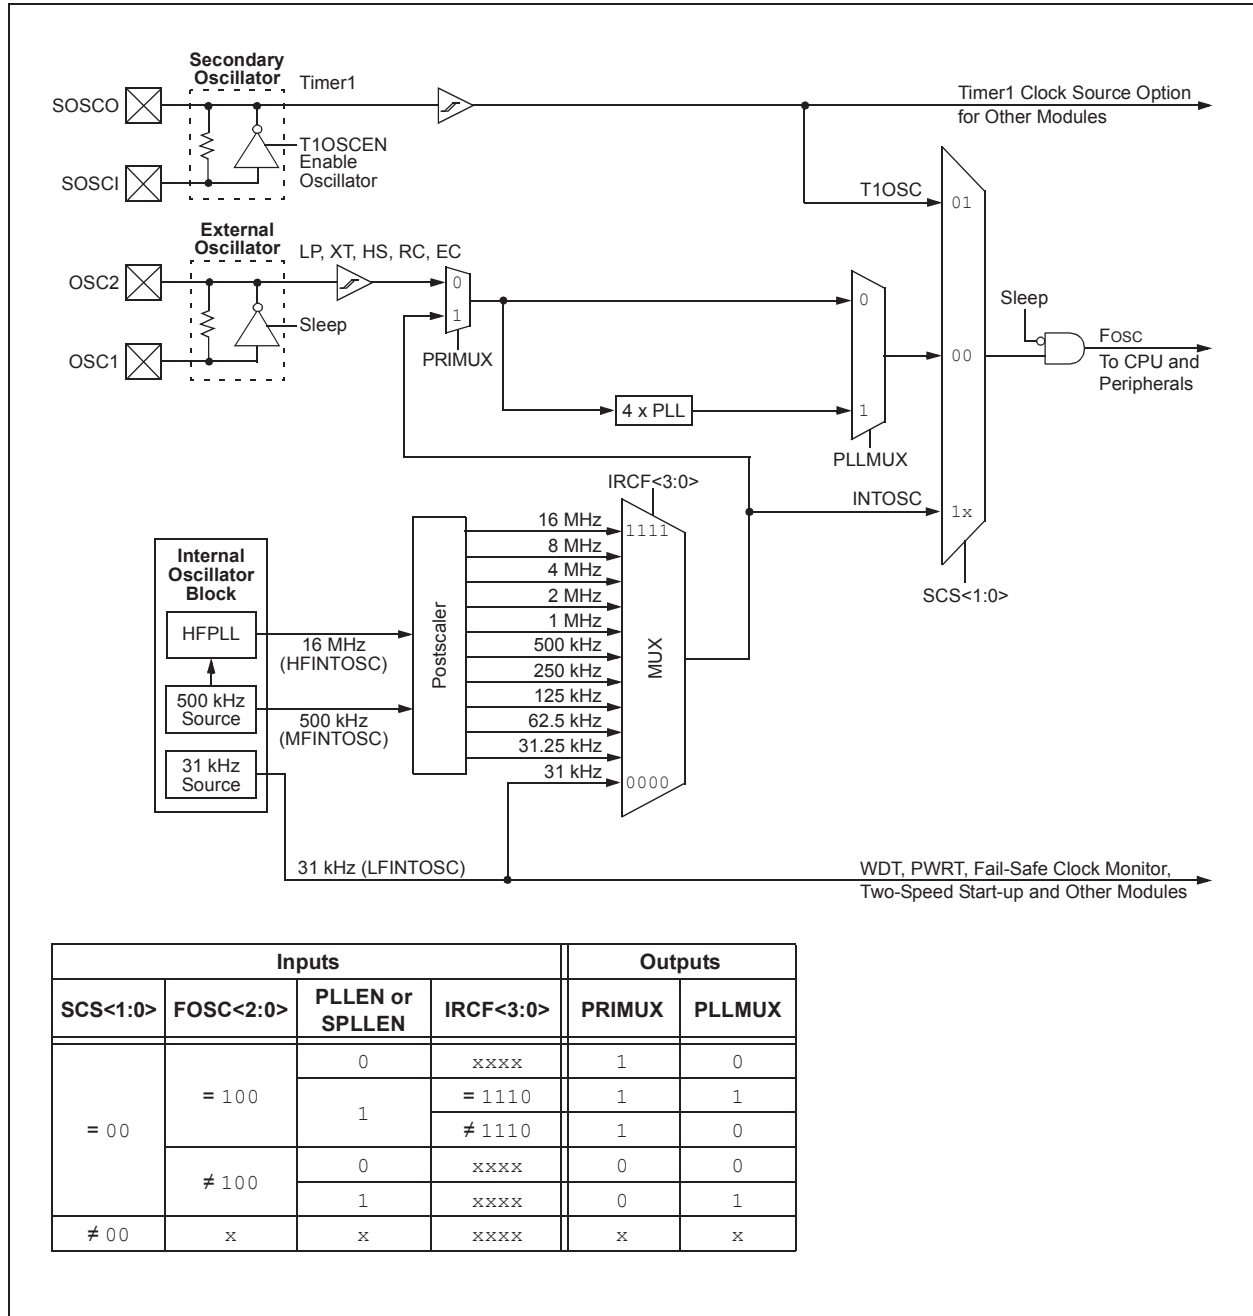 Secondary
Oscillator
Timer1
SOSCO
Timer1 Clock Source Option
for Other Modules
T1OSCEN
Enable
Oscillator
SOSCI
T1OSC
01
External
Oscillator
LP, XT, HS, RC, EC
OSC2
0
1
PRIMUX
Sleep
OSC1
0
4 x PLL
1
PLLMUX
00
Sleep
FOSC
To CPU and
Peripherals
INTOSC
1x
SCS<1:0>
IRCF<3:0>
Internal
Oscillator
Block
HFPLL
16 MHz
(HFINTOSC)
500 kHz
Source
500 kHz
(MFINTOSC)
31 kHz
Source
Postscaler
16 MHz
8 MHz
4 MHz
2 MHz
1 MHz
500 kHz
250 kHz
125 kHz
62.5 kHz
31.25 kHz
31 kHz
1111
MUX
0000
31 kHz (LFINTOSC)
WDT, PWRT, Fail-Safe Clock Monitor,
Two-Speed Start-up and Other Modules
Inputs Outputs
SCS<1:0> FOSC<2:0> PLLEN or SPLLEN IRCF<3:0> PRIMUX PLLMUX
= 00 = 100 0 xxxx 1 0
1 = 1110 1 1
≠ 1110 1 0
≠ 100 0 xxxx 0 0
1 xxxx 0 1
≠ 00 x x xxxx x x